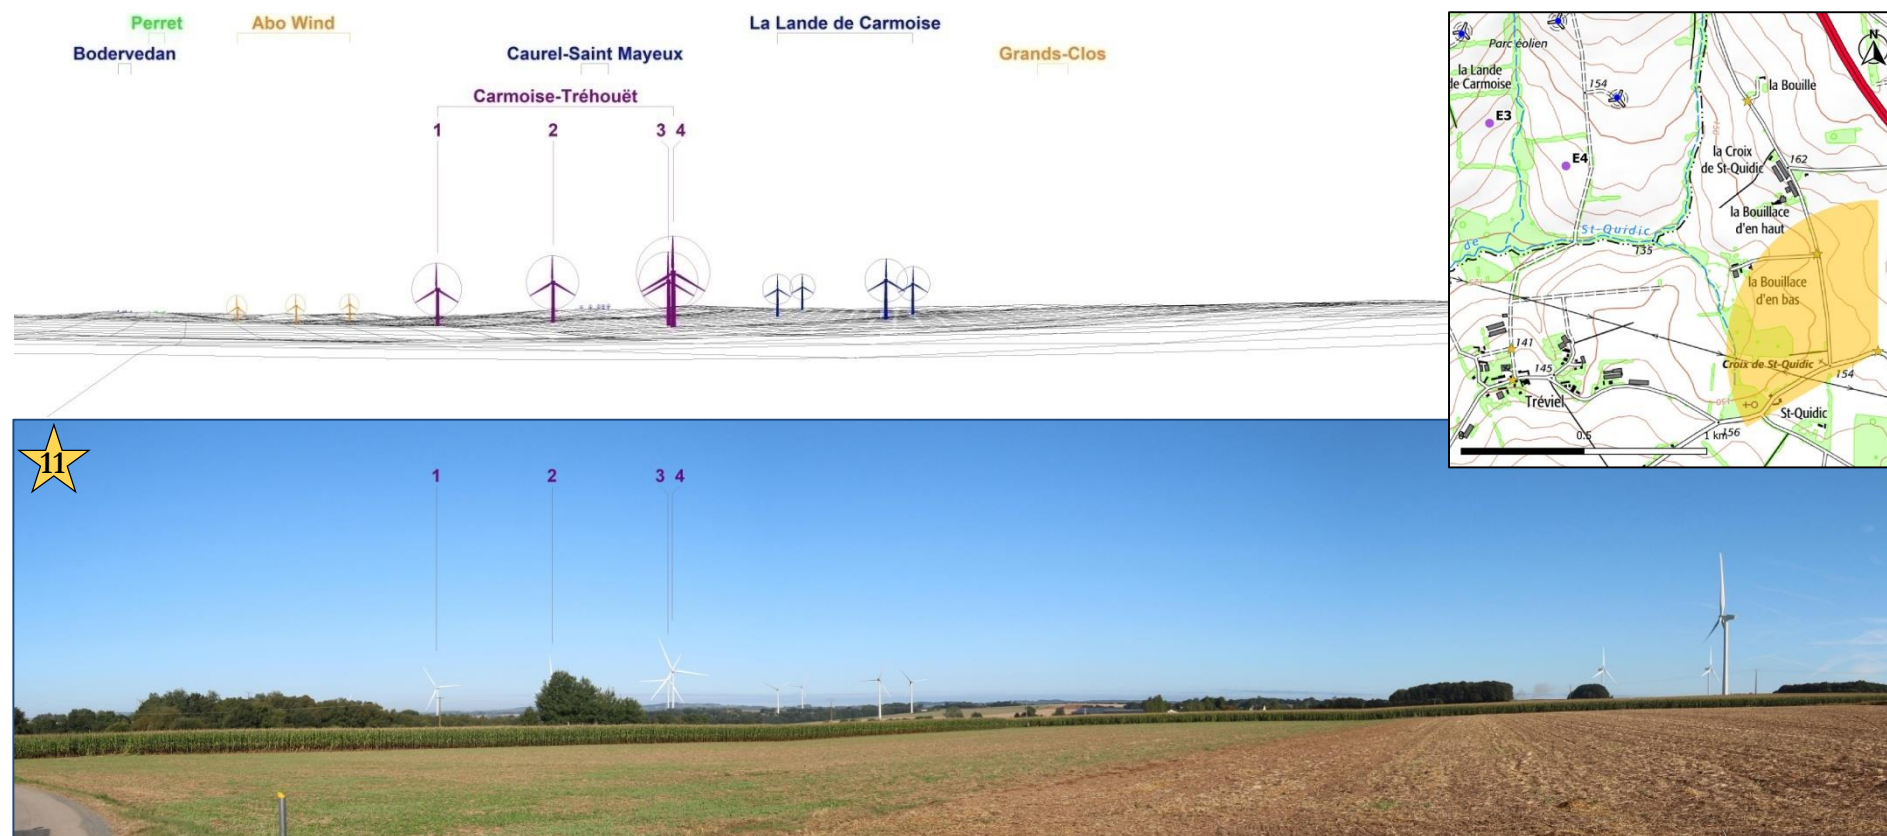 Perret
Abo Wind
La Lande de Carmoise
Bodervedan
Caurel-Saint Mayeux
Grands-Clos
Carmoise-Tréhouët
1
2
3 4
11
1
2
3 4
N
Parc éolien
la Lande
de Carmoise
154
la Bouille
E3
E4
la Croix
de St-Quidic
162
150
la Bouillace
d'en haut
de
St-Quidic
135
la Bouillace
d'en bas
141
145
Croix de St-Quidic
154
Tréviel
150
St-Quidic
156
0
0.5
1 km